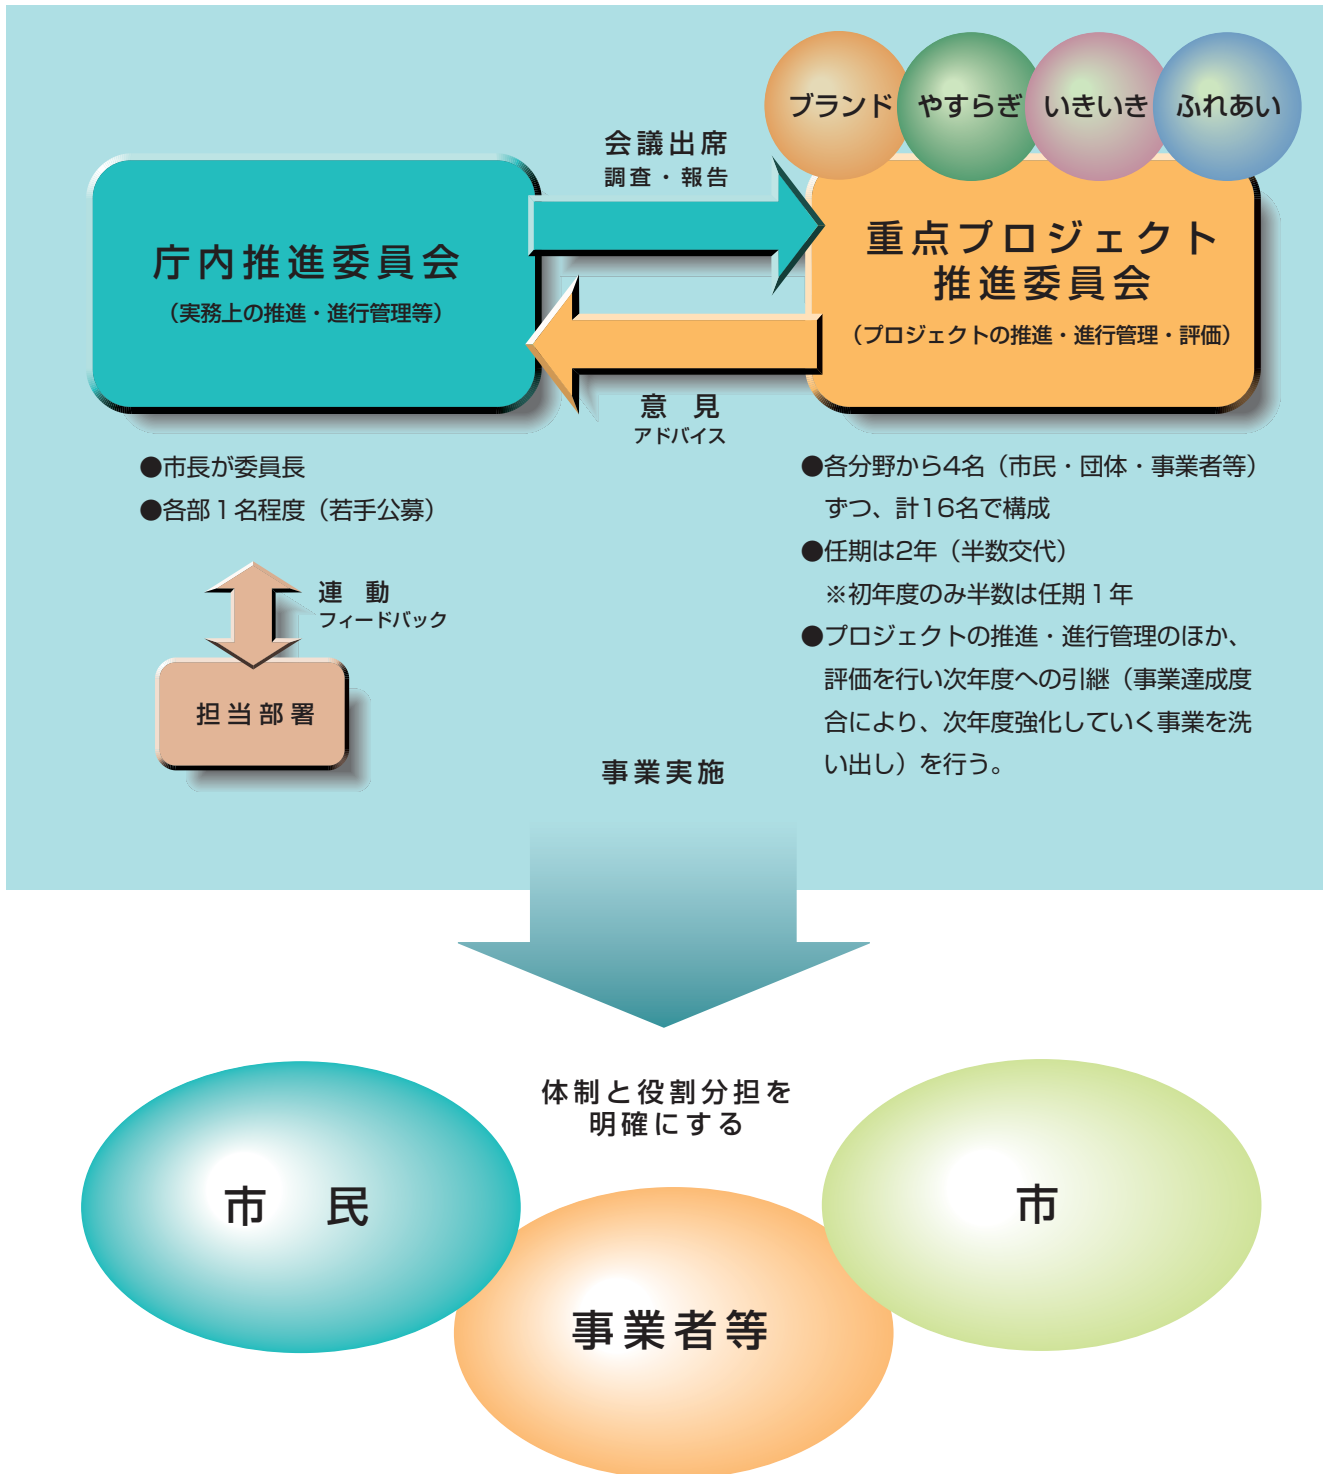 ブランド
やすらぎ
いきいき
ふれあい
会議出席
調査・報告
庁内推進委員会
（実務上の推進・進行管理等）
重点プロジェクト
推進委員会
（プロジェクトの推進・進行管理・評価）
意　見
アドバイス
●市長が委員長
●各部１名程度（若手公募）
連　動
フィードバック
担当部署
●各分野から4名（市民・団体・事業者等）
ずつ、計16名で構成
●任期は2年（半数交代）
※初年度のみ半数は任期１年
●プロジェクトの推進・進行管理のほか、
評価を行い次年度への引継（事業達成度
合により、次年度強化していく事業を洗
い出し）を行う。
事業実施
体制と役割分担を
明確にする
市　民
市
事業者等